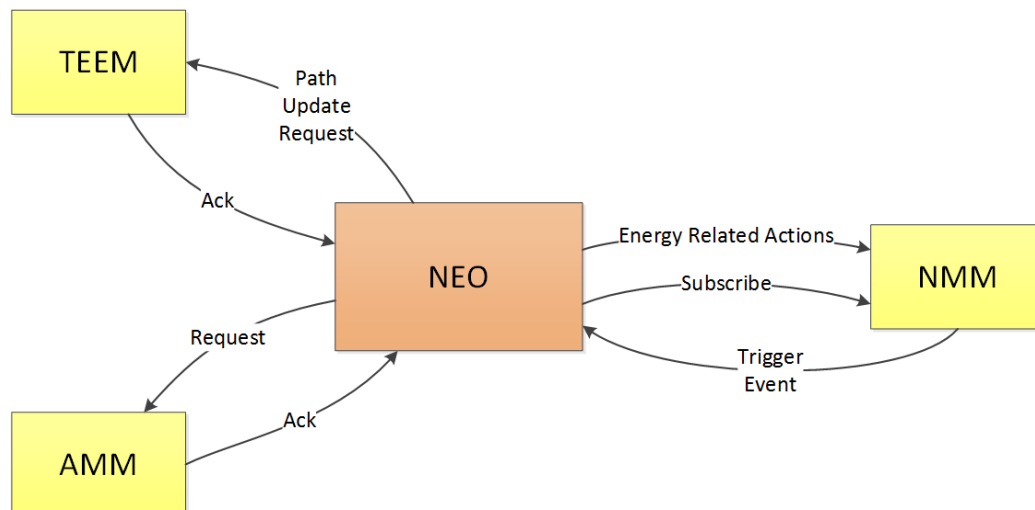 TEEM
Path
Update
Request
Ack
NEO
Energy Related Actions
Subscribe
NMM
Trigger
Event
Request
Ack
AMM